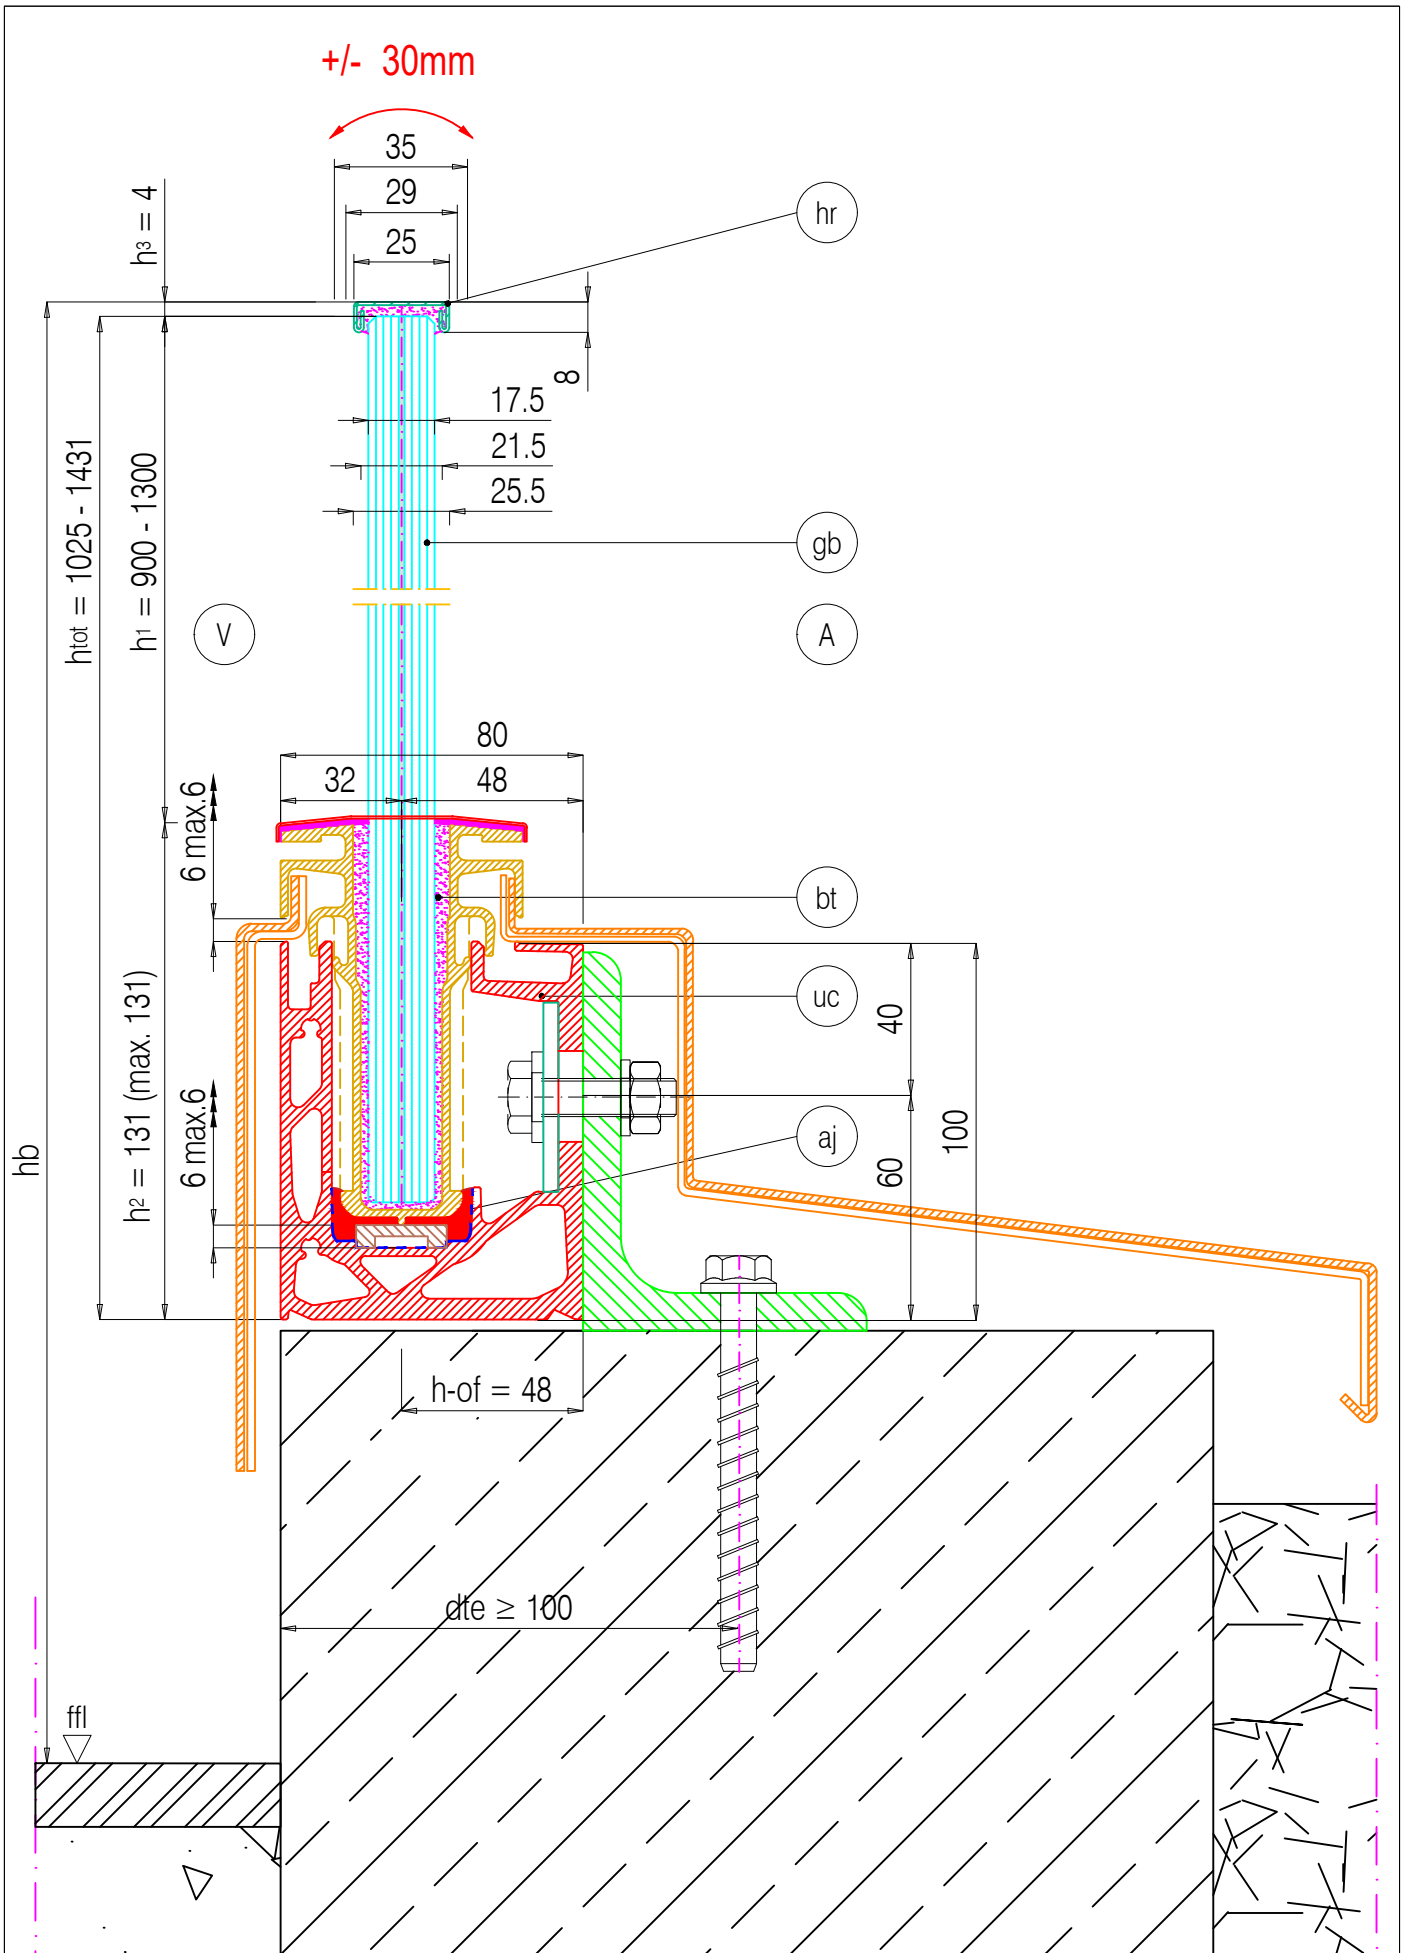 +/- 30mm
35
29
25
h3 = 4
hr
8
17.5
21.5
25.5
htot = 1025 - 1431
h1 = 900 - 1300
gb
V
A
80
32
48
6 max.6
bt
uc
40
h2 = 131 (max. 131)
6 max.6
aj
100
60
hb
h-of = 48
dte ≥ 100
ffl